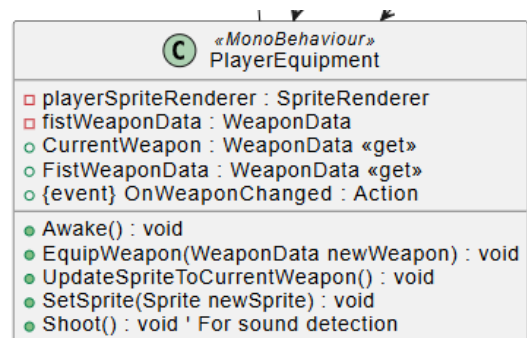 C
«MonoBehaviour»
PlayerEquipment
playerSpriteRenderer : SpriteRenderer
fistWeaponData : WeaponData
CurrentWeapon : WeaponData «get»
FistWeaponData : WeaponData «get»
{event} OnWeaponChanged : Action
Awake() : void
EquipWeapon(WeaponData newWeapon) : void
UpdateSpriteToCurrentWeapon() : void
SetSprite(Sprite newSprite) : void
Shoot() : void ' For sound detection